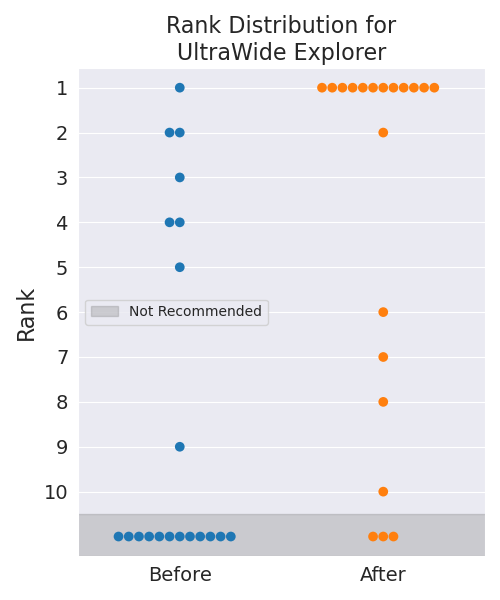 Rank Distribution for
UltraWide Explorer
Rank
1
2
3
4
5
6
7
8
9
10
Not Recommended
Before
After